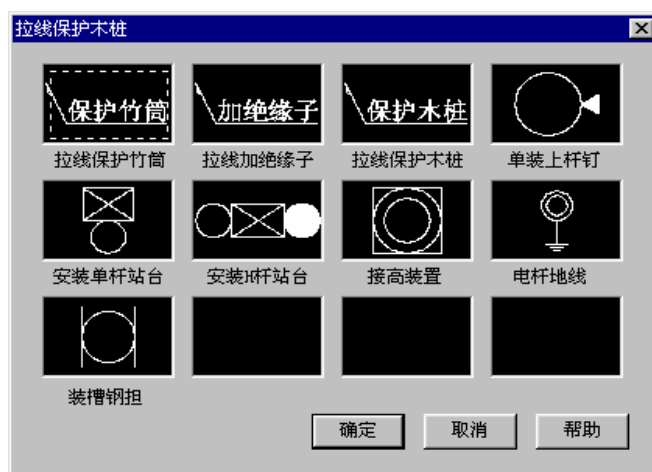 拉线保护木桩
保护竹筒 加绝缘子 保护木桩
拉线保护竹筒 拉线加绝缘子 拉线保护木桩 单装上杆钉
安装单杆站台 安装H杆站台 接高装置 电杆地线
装槽钢担
确定 取消 帮助